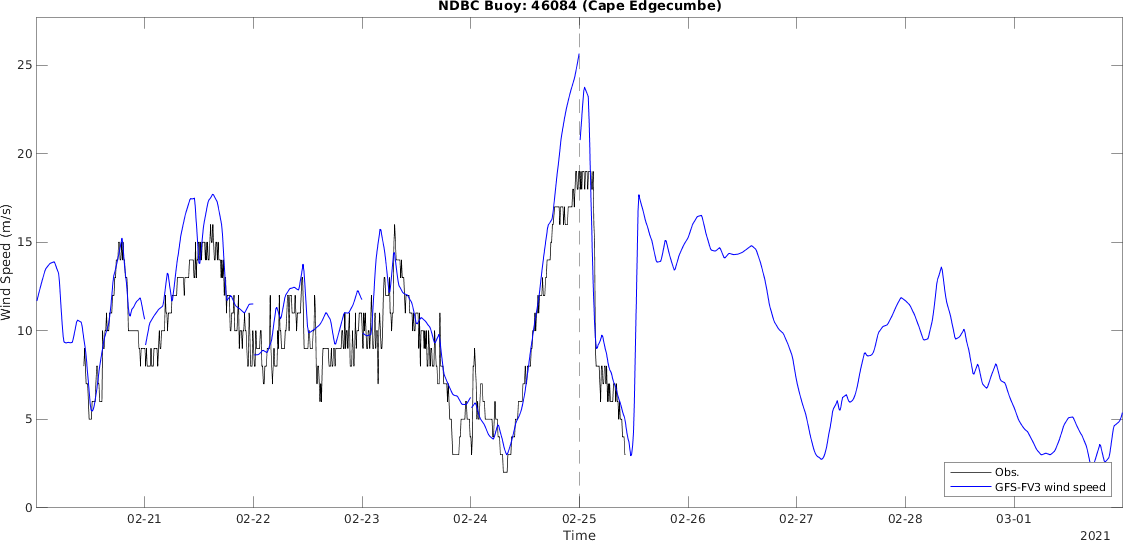 NDBC Buoy: 46084 (Cape Edgecumbe)
25
20
15
10
5
0
Wind Speed (m/s)
02-21 02-22 02-23 02-24 02-25 02-26 02-27 02-28 03-01
Time
2021
Obs.
GFS-FV3 wind speed